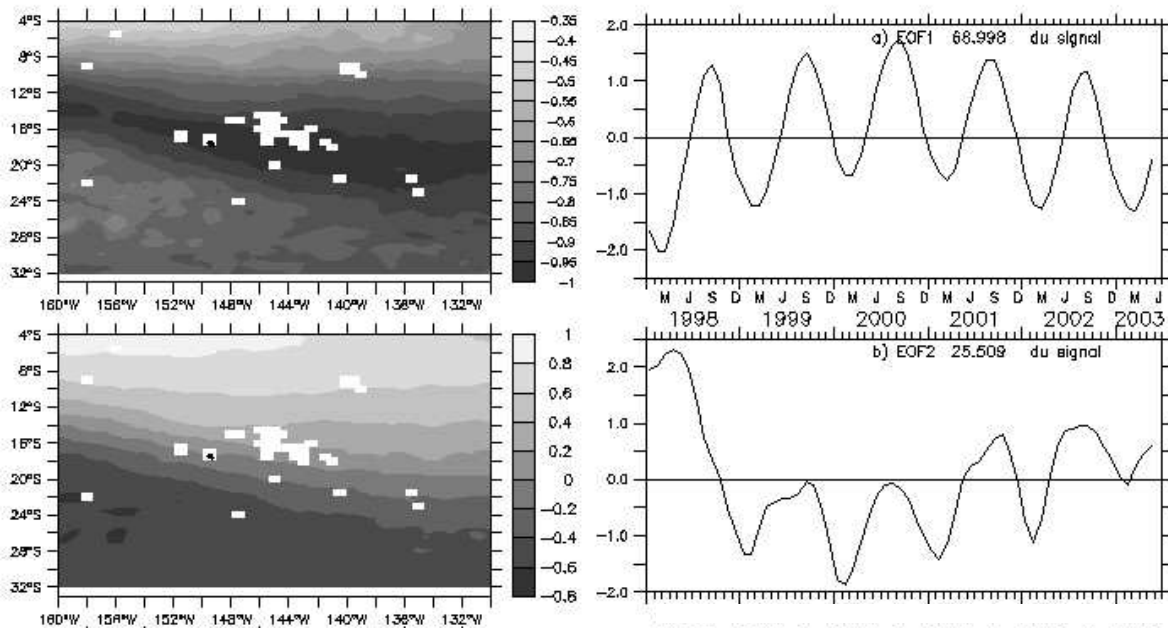 4°S
8°S
12°S
16°S
20°S
24°S
28°S
32°S
160°W 156°W 152°W 148°W 144°W 140°W 136°W 132°W
-0.35
-0.4
-0.45
-0.5
-0.55
-0.6
-0.65
-0.7
-0.75
-0.8
-0.85
-0.9
-0.95
-1
a) EOF1 68.998 du signal
2.0
1.0
0.0
-1.0
-2.0
M J S D M J S D M J S D M J S D M J S D M J
1998 1999 2000 2001 2002 2003
4°S
8°S
12°S
16°S
20°S
24°S
28°S
32°S
160°W 156°W 152°W 148°W 144°W 140°W 136°W 132°W
1
0.8
0.6
0.4
0.2
0
-0.2
-0.4
-0.6
-0.8
b) EOF2 25.509 du signal
2.0
1.0
0.0
-1.0
-2.0